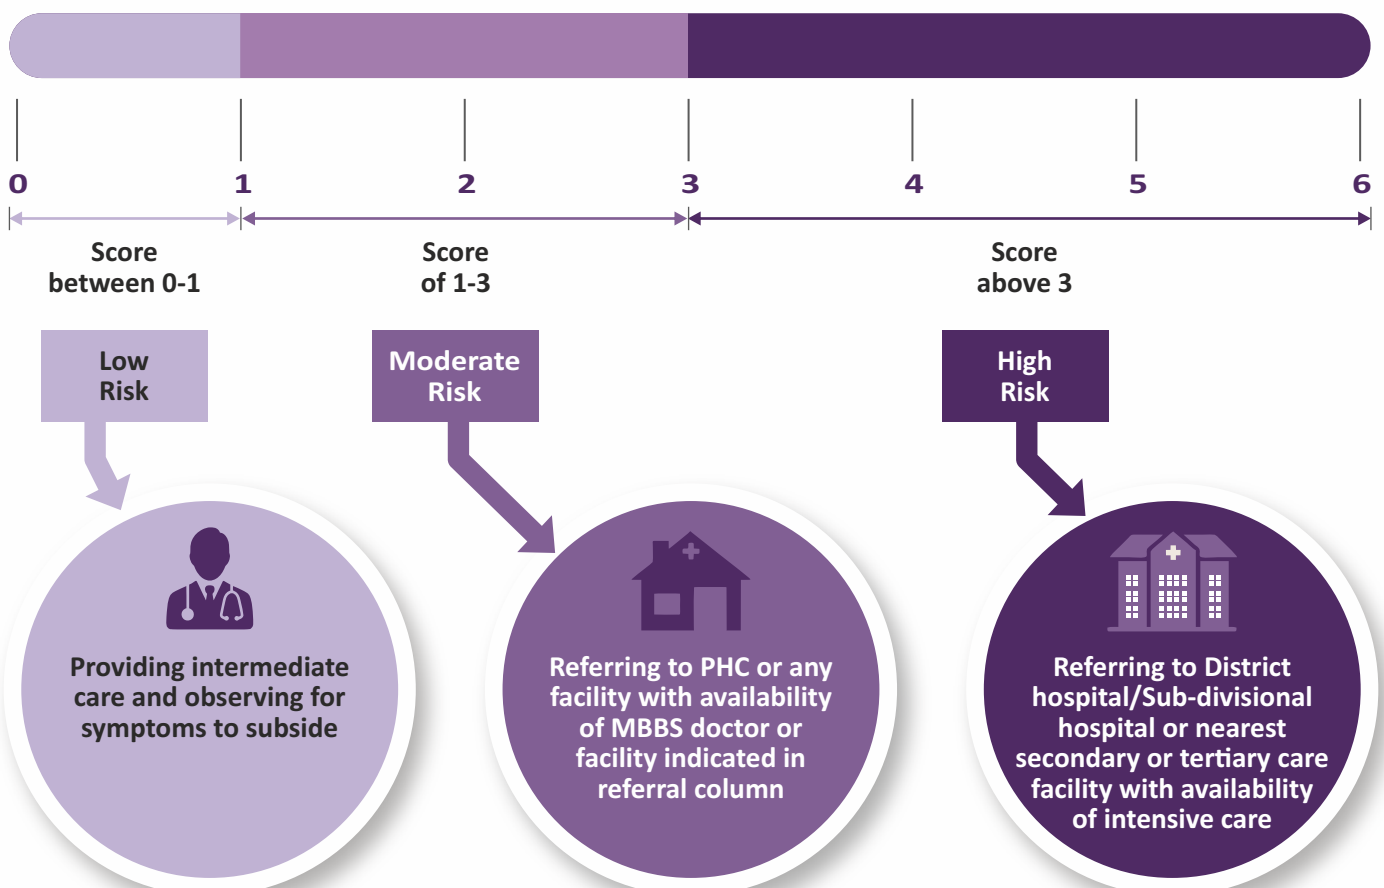 0 1 2 3 4 5 6
Score
between 0-1
Score
of 1-3
Score
above 3
Low
Risk
Moderate
Risk
High
Risk
Providing intermediate
care and observing for
symptoms to subside
Referring to PHC or any
facility with availability
of MBBS doctor or
facility indicated in
referral column
Referring to District
hospital/Sub-divisional
hospital or nearest
secondary or tertiary care
facility with availability
of intensive care